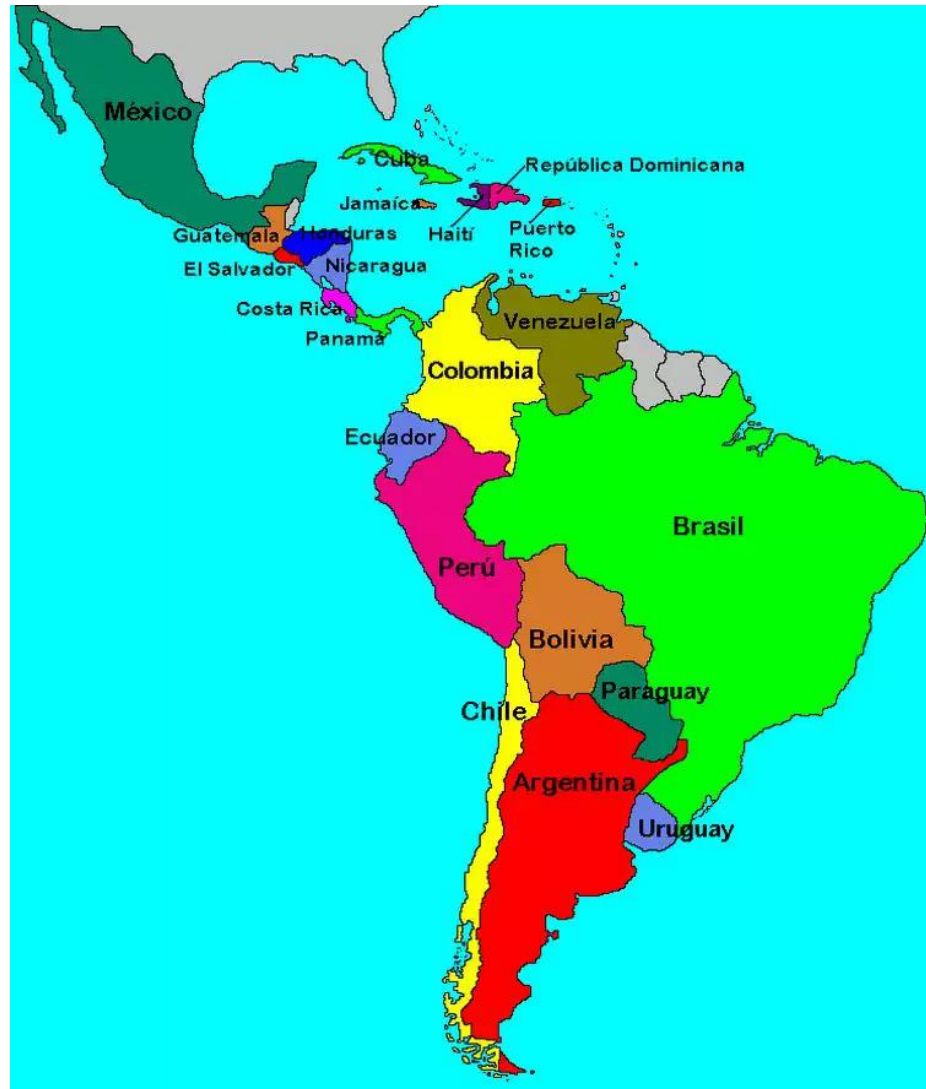 México
Cuba
República Dominicana
Jamaíca
Haití
Puerto
Rico
Guatemala
Honduras
El Salvador
Nicaragua
Costa Rica
Panamá
Venezuela
Colombia
Ecuador
Brasil
Perú
Bolivia
Paraguay
Chile
Argentina
Uruguay